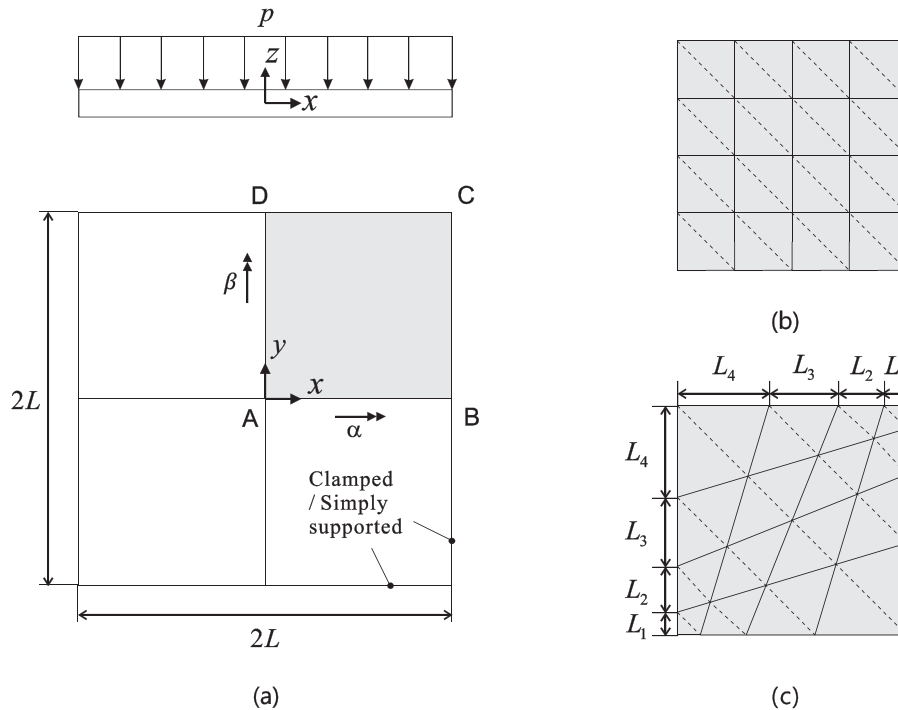 p
z
x
D
C
β
y
x
2L
A
B
α
Clamped
/ Simply
supported
2L
(a)
(b)
L₄
L₃
L₂
L
L₄
L₃
L₂
L₁
(c)